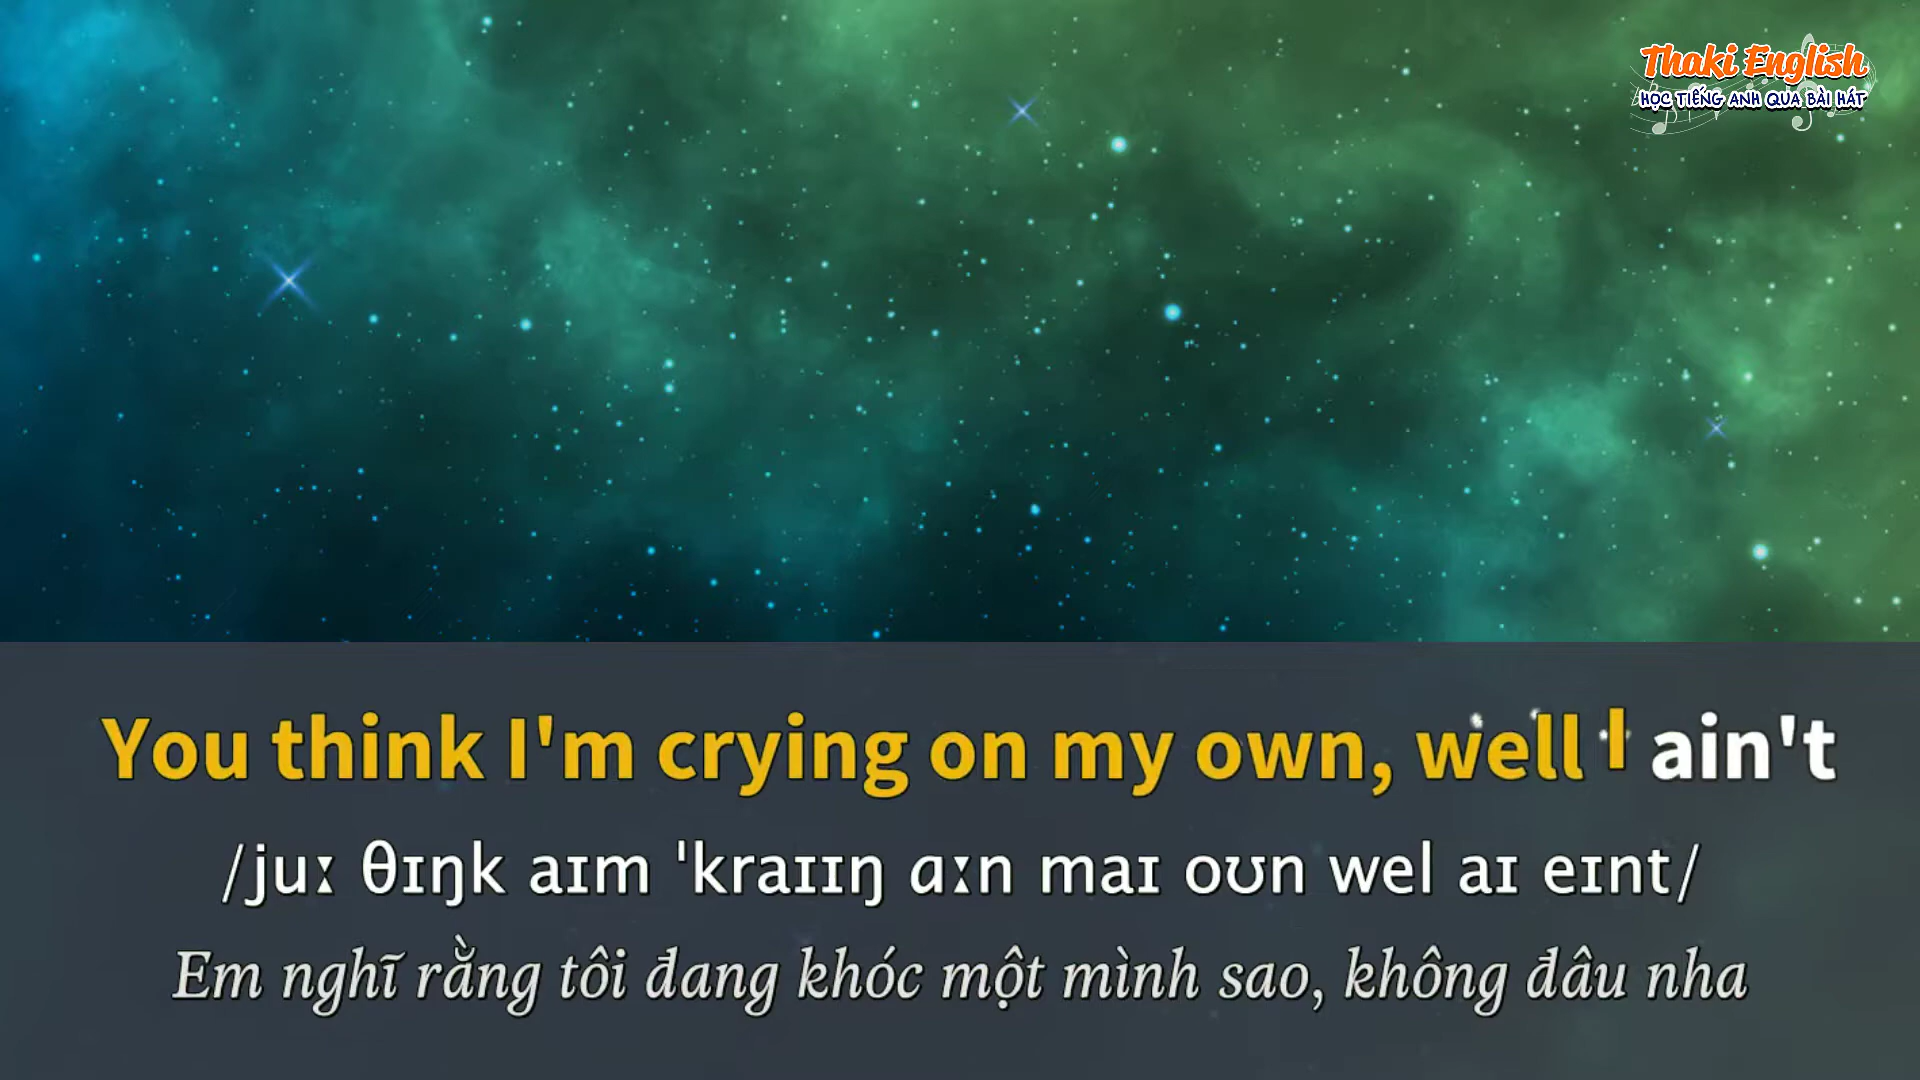 Thaki English
HỌC TIẾNG ANH QUA BÀI HÁT
You think I'm crying on my own, well I ain't
/juː θɪŋk aɪm ˈkraɪɪŋ ɑːn maɪ oʊn wel aɪ eɪnt/
Em nghĩ rằng tôi đang khóc một mình sao, không đâu nha